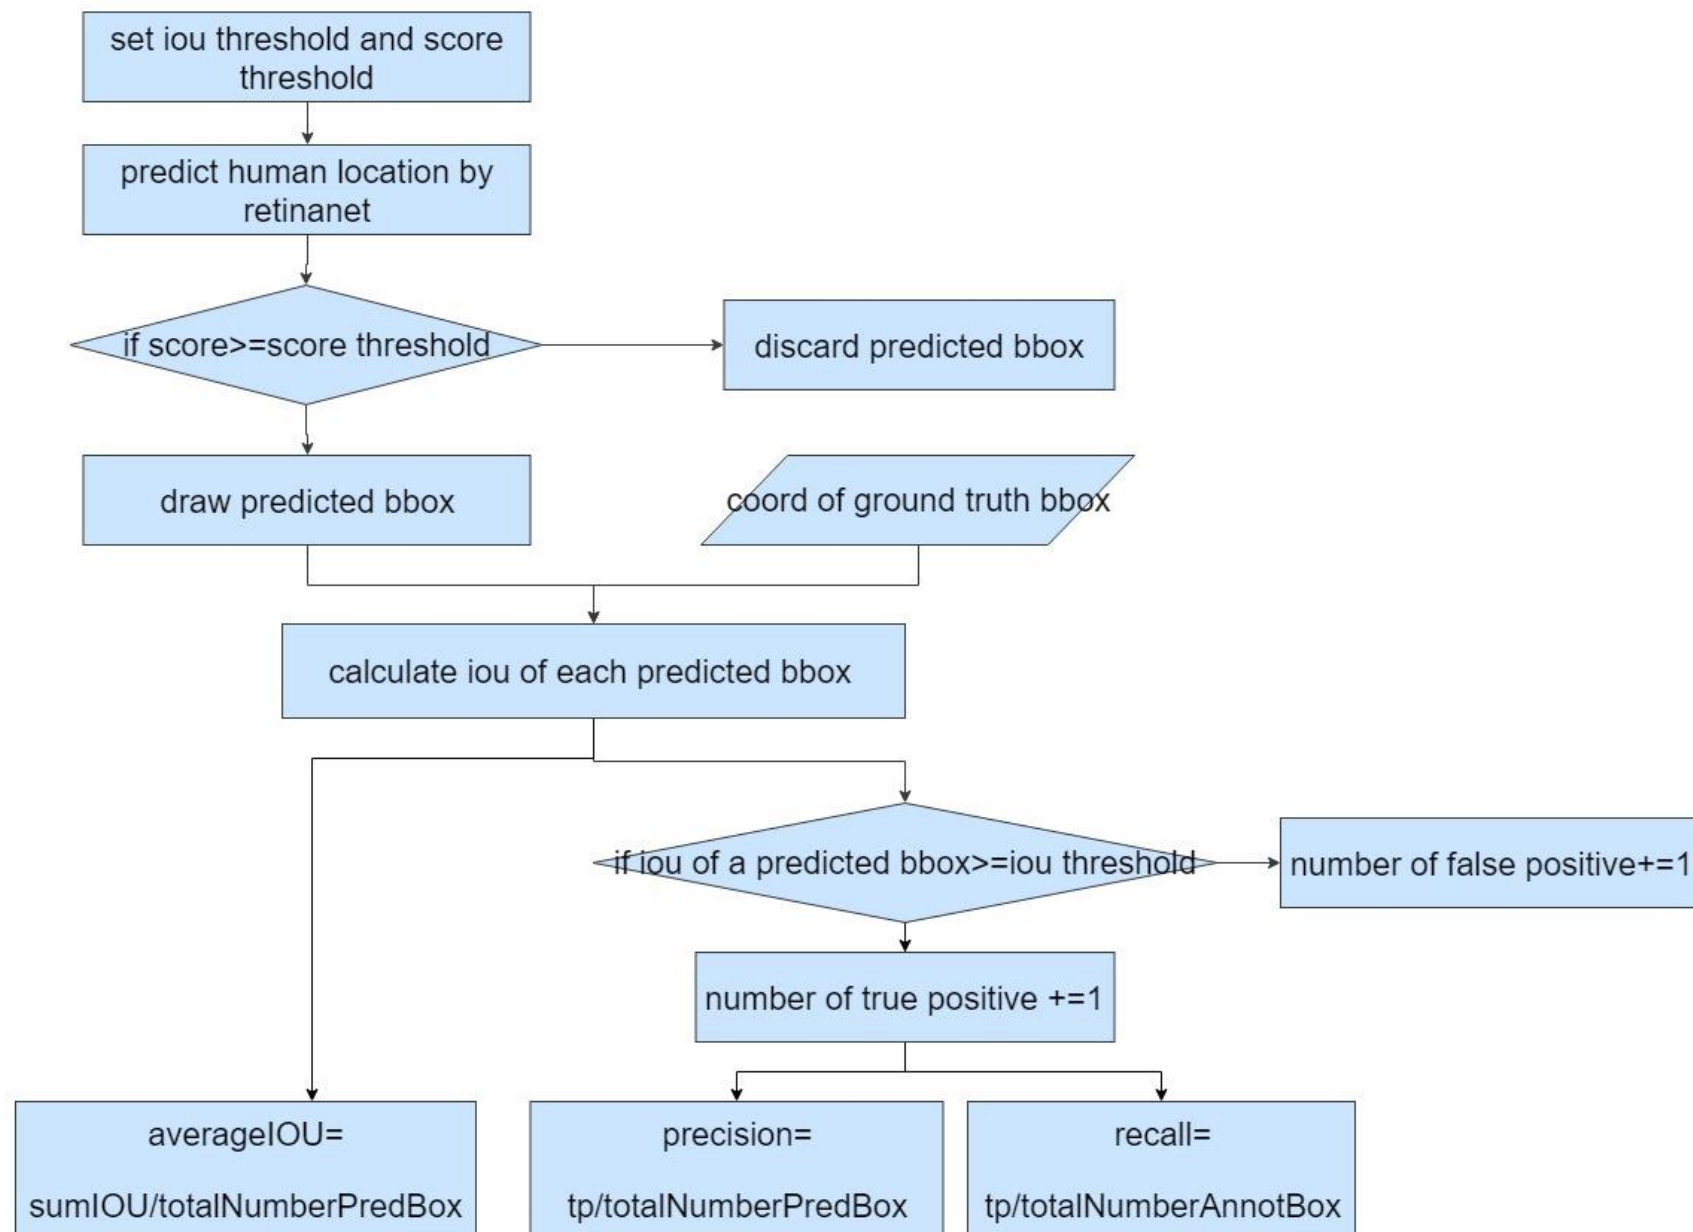 set iou threshold and score
threshold
predict human location by
retinanet
if score>=score threshold
discard predicted bbox
draw predicted bbox
coord of ground truth bbox
calculate iou of each predicted bbox
if iou of a predicted bbox>=iou threshold
number of false positive+=1
number of true positive +=1
averageIOU=
sumIOU/totalNumberPredBox
precision=
tp/totalNumberPredBox
recall=
tp/totalNumberAnnotBox